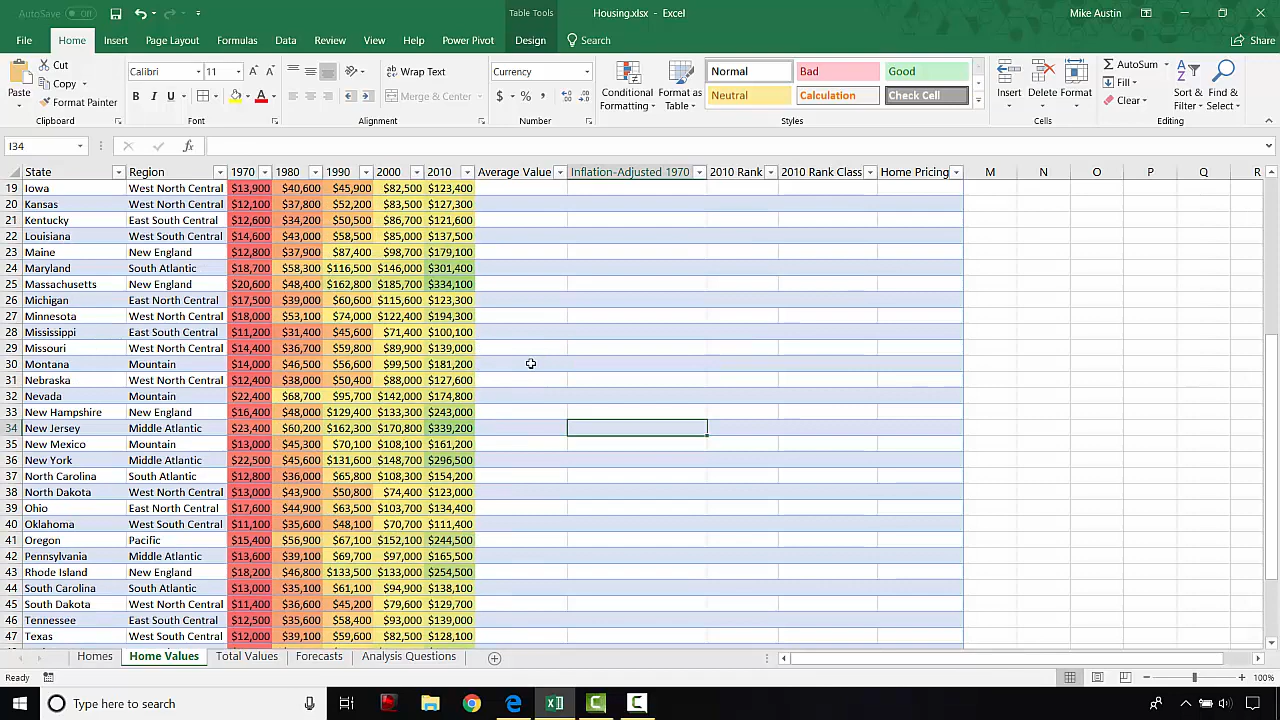 AutoSave Off
Table Tools
Housing.xlsx - Excel
Mike Austin
File Home Insert Page Layout Formulas Data Review View Help Power Pivot Design Search Share
Paste
Cut
Copy
Format Painter
Clipboard
Calibri 11
B I U
Font
Wrap Text
Merge & Center
Alignment
Currency
$ % ,
Number
Conditional Formatting
Format as Table
Normal Bad Good
Neutral Calculation Check Cell
Styles
Insert Delete Format
Cells
AutoSum
Fill
Clear
Sort & Filter
Find & Select
Editing
I34 fx
State Region 1970 1980 1990 2000 2010 Average Value Inflation-Adjusted 1970 2010 Rank 2010 Rank Class Home Pricing M N O P Q R
19 Iowa West North Central $13,900 $40,600 $45,900 $82,500 $123,400
20 Kansas West North Central $12,100 $37,800 $52,200 $83,500 $127,300
21 Kentucky East South Central $12,600 $34,200 $50,500 $86,700 $121,600
22 Louisiana West South Central $14,600 $43,000 $58,500 $85,000 $137,500
23 Maine New England $12,800 $37,900 $87,400 $98,700 $179,100
24 Maryland South Atlantic $18,700 $58,300 $116,500 $146,000 $301,400
25 Massachusetts New England $20,600 $48,400 $162,800 $185,700 $334,100
26 Michigan East North Central $17,500 $39,000 $60,600 $115,600 $123,300
27 Minnesota West North Central $18,000 $53,100 $74,000 $122,400 $194,300
28 Mississippi East South Central $11,200 $31,400 $45,600 $71,400 $100,100
29 Missouri West North Central $14,400 $36,700 $59,800 $89,900 $139,000
30 Montana Mountain $14,000 $46,500 $56,600 $99,500 $181,200
31 Nebraska West North Central $12,400 $38,000 $50,400 $88,000 $127,600
32 Nevada Mountain $22,400 $68,700 $95,700 $142,000 $174,800
33 New Hampshire New England $16,400 $48,000 $129,400 $133,300 $243,000
34 New Jersey Middle Atlantic $23,400 $60,200 $162,300 $170,800 $339,200
35 New Mexico Mountain $13,000 $45,300 $70,100 $108,100 $161,200
36 New York Middle Atlantic $22,500 $45,600 $131,600 $148,700 $296,500
37 North Carolina South Atlantic $12,800 $36,000 $65,800 $108,300 $154,200
38 North Dakota West North Central $13,000 $43,900 $50,800 $74,400 $123,000
39 Ohio East North Central $17,600 $44,900 $63,500 $103,700 $134,400
40 Oklahoma West South Central $11,100 $35,600 $48,100 $70,700 $111,400
41 Oregon Pacific $15,400 $56,900 $67,100 $152,100 $244,500
42 Pennsylvania Middle Atlantic $13,600 $39,100 $69,700 $97,000 $165,500
43 Rhode Island New England $18,200 $46,800 $133,500 $133,000 $254,500
44 South Carolina South Atlantic $13,000 $35,100 $61,100 $94,900 $138,100
45 South Dakota West North Central $11,400 $36,600 $45,200 $79,600 $129,700
46 Tennessee East South Central $12,500 $35,600 $58,400 $93,000 $139,000
47 Texas West South Central $12,000 $39,100 $59,600 $82,500 $128,100
Homes Home Values Total Values Forecasts Analysis Questions
Ready 100%
Type here to search